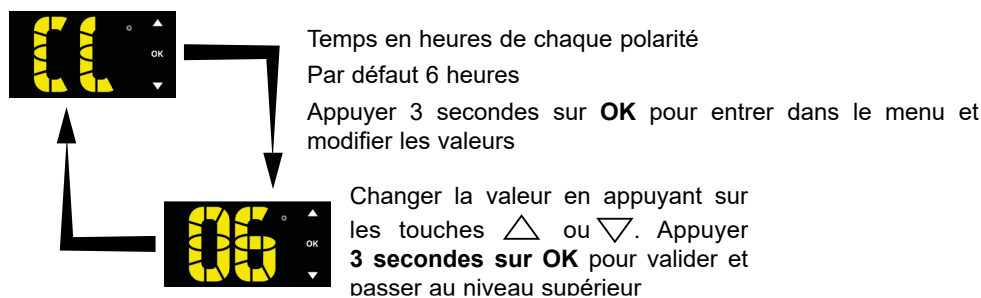 CL
OK
Temps en heures de chaque polarité
Par défaut 6 heures
Appuyer 3 secondes sur OK pour entrer dans le menu et
modifier les valeurs
06
OK
Changer la valeur en appuyant sur
les touches △ ou ▽. Appuyer
3 secondes sur OK pour valider et
passer au niveau supérieur